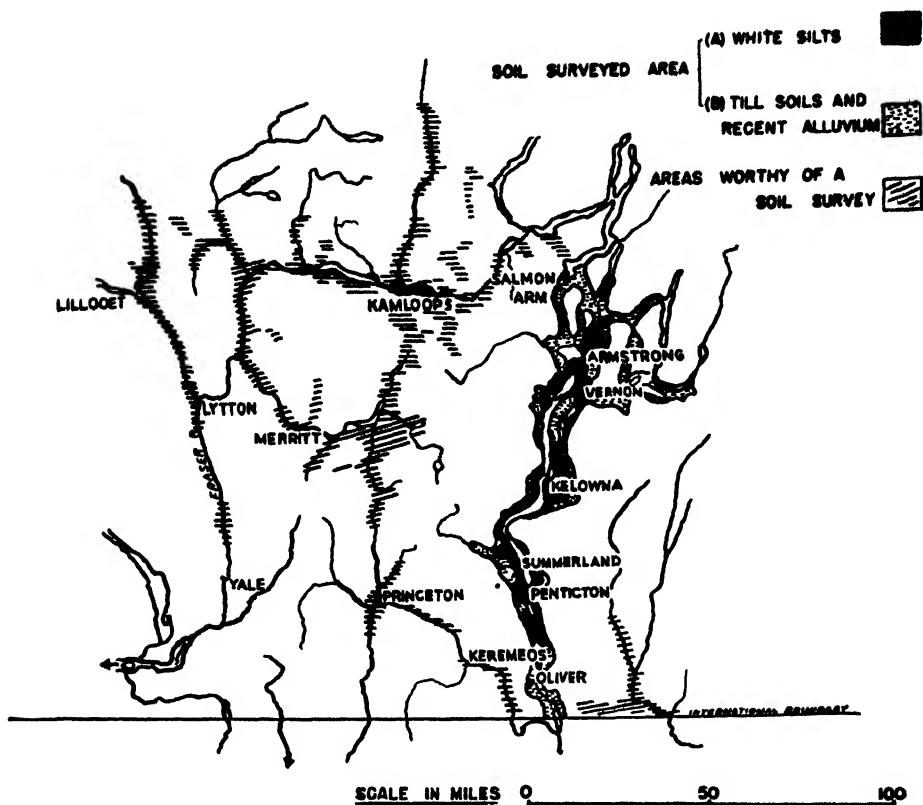 (A) WHITE SILTS
SOIL SURVEYED AREA
(B) TILL SOILS AND
RECENT ALLUVIUM
AREAS WORTHY OF A
SOIL SURVEY
SALMON
ARM
LILLOOET
KAMLOOPS
ARMSTRONG
VERNON
LYTTON
MERRITT
FRASER R
KELOWNA
SUMMERLAND
YALE
PRINCETON
PENTICTON
KEREMEOS
OLIVER
INTERNATIONAL BOUNDARY
SCALE IN MILES 0 50 100